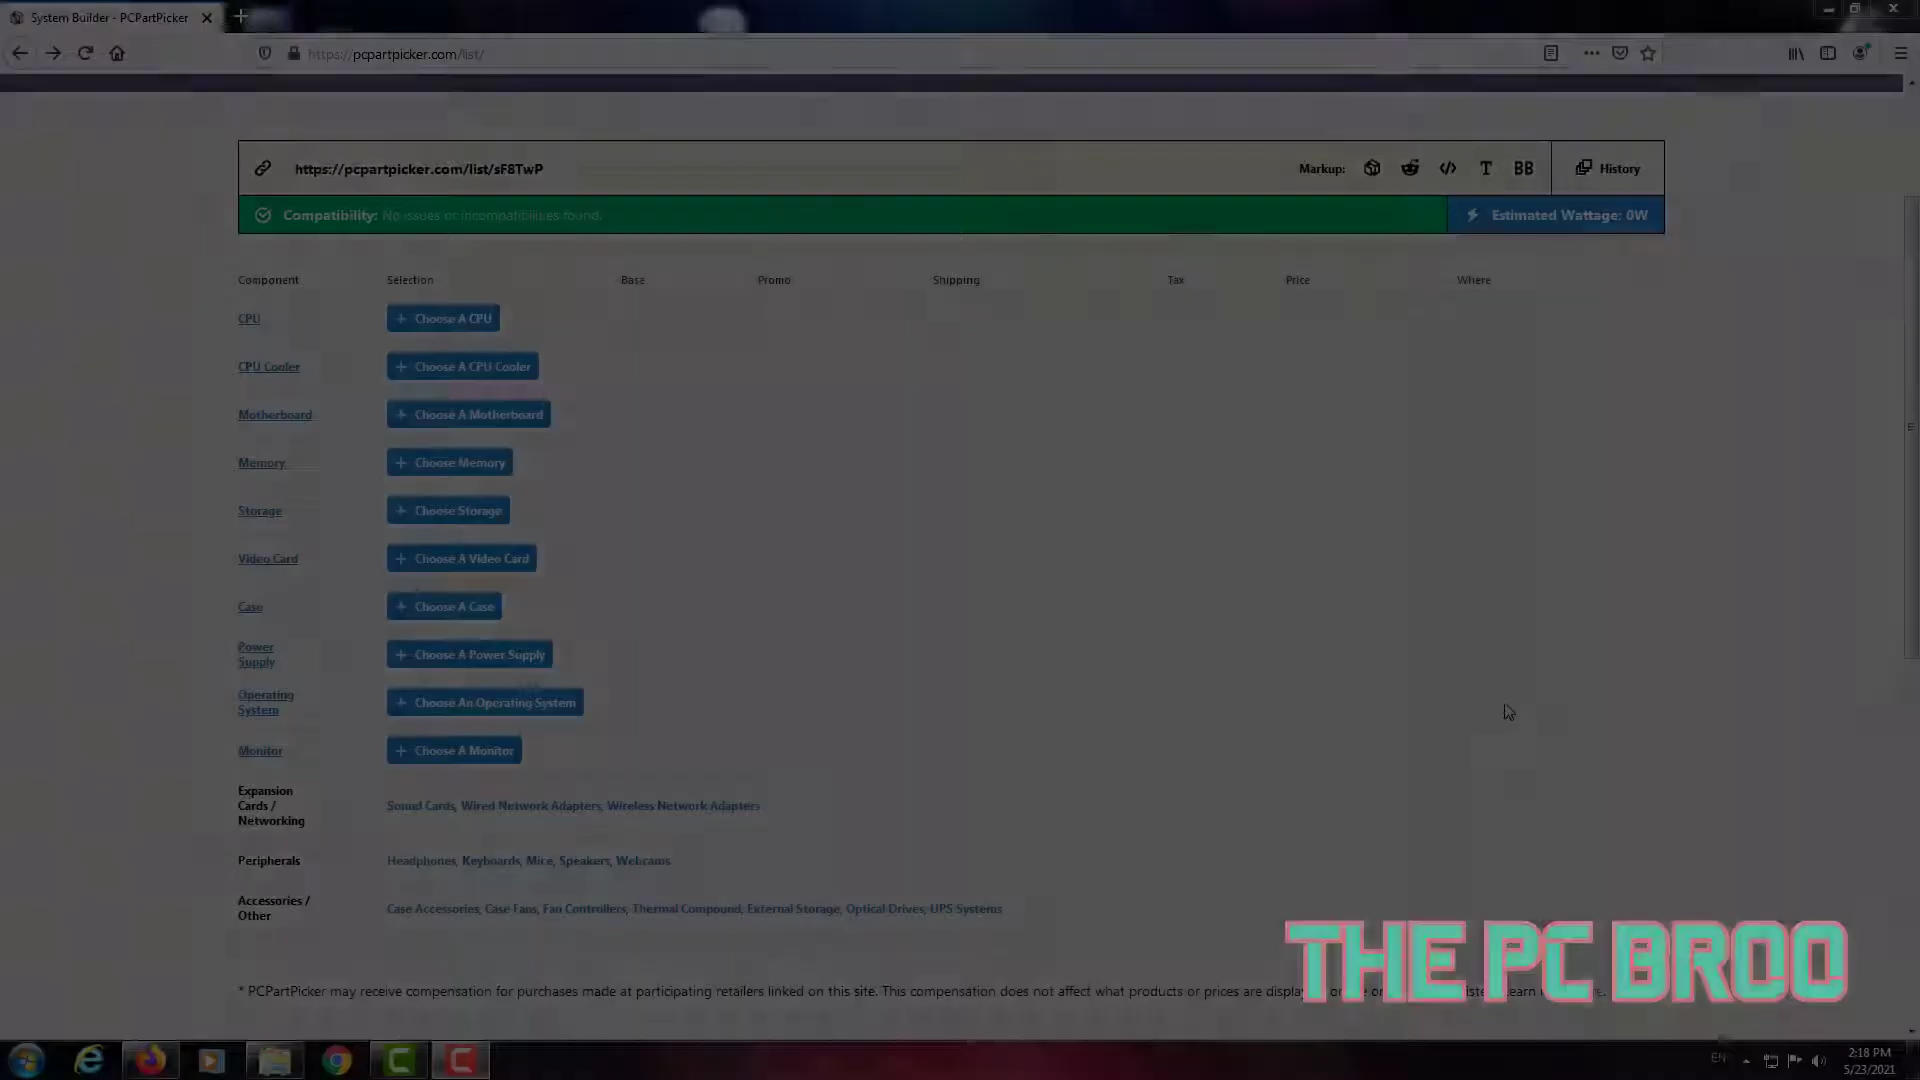 System Builder - PCPartPicker
https://pcpartpicker.com/list/
https://pcpartpicker.com/list/sF8TwP
Markup:
T
BB
History
Compatibility: No issues or incompatibilities found.
Estimated Wattage: 0W
Component Selection Base Promo Shipping Tax Price Where
CPU
+ Choose A CPU
CPU Cooler
+ Choose A CPU Cooler
Motherboard
+ Choose A Motherboard
Memory
+ Choose Memory
Storage
+ Choose Storage
Video Card
+ Choose A Video Card
Case
+ Choose A Case
Power
Supply
+ Choose A Power Supply
Operating
System
+ Choose An Operating System
Monitor
+ Choose A Monitor
Expansion
Cards /
Networking
Sound Cards, Wired Network Adapters, Wireless Network Adapters
Peripherals
Headphones, Keyboards, Mice, Speakers, Webcams
Accessories /
Other
Case Accessories, Case Fans, Fan Controllers, Thermal Compound, External Storage, Optical Drives, UPS Systems
* PCPartPicker may receive compensation for purchases made at participating retailers linked on this site. This compensation does not affect what products or prices are
THE PC BROO
EN
2:18 PM
5/23/2021